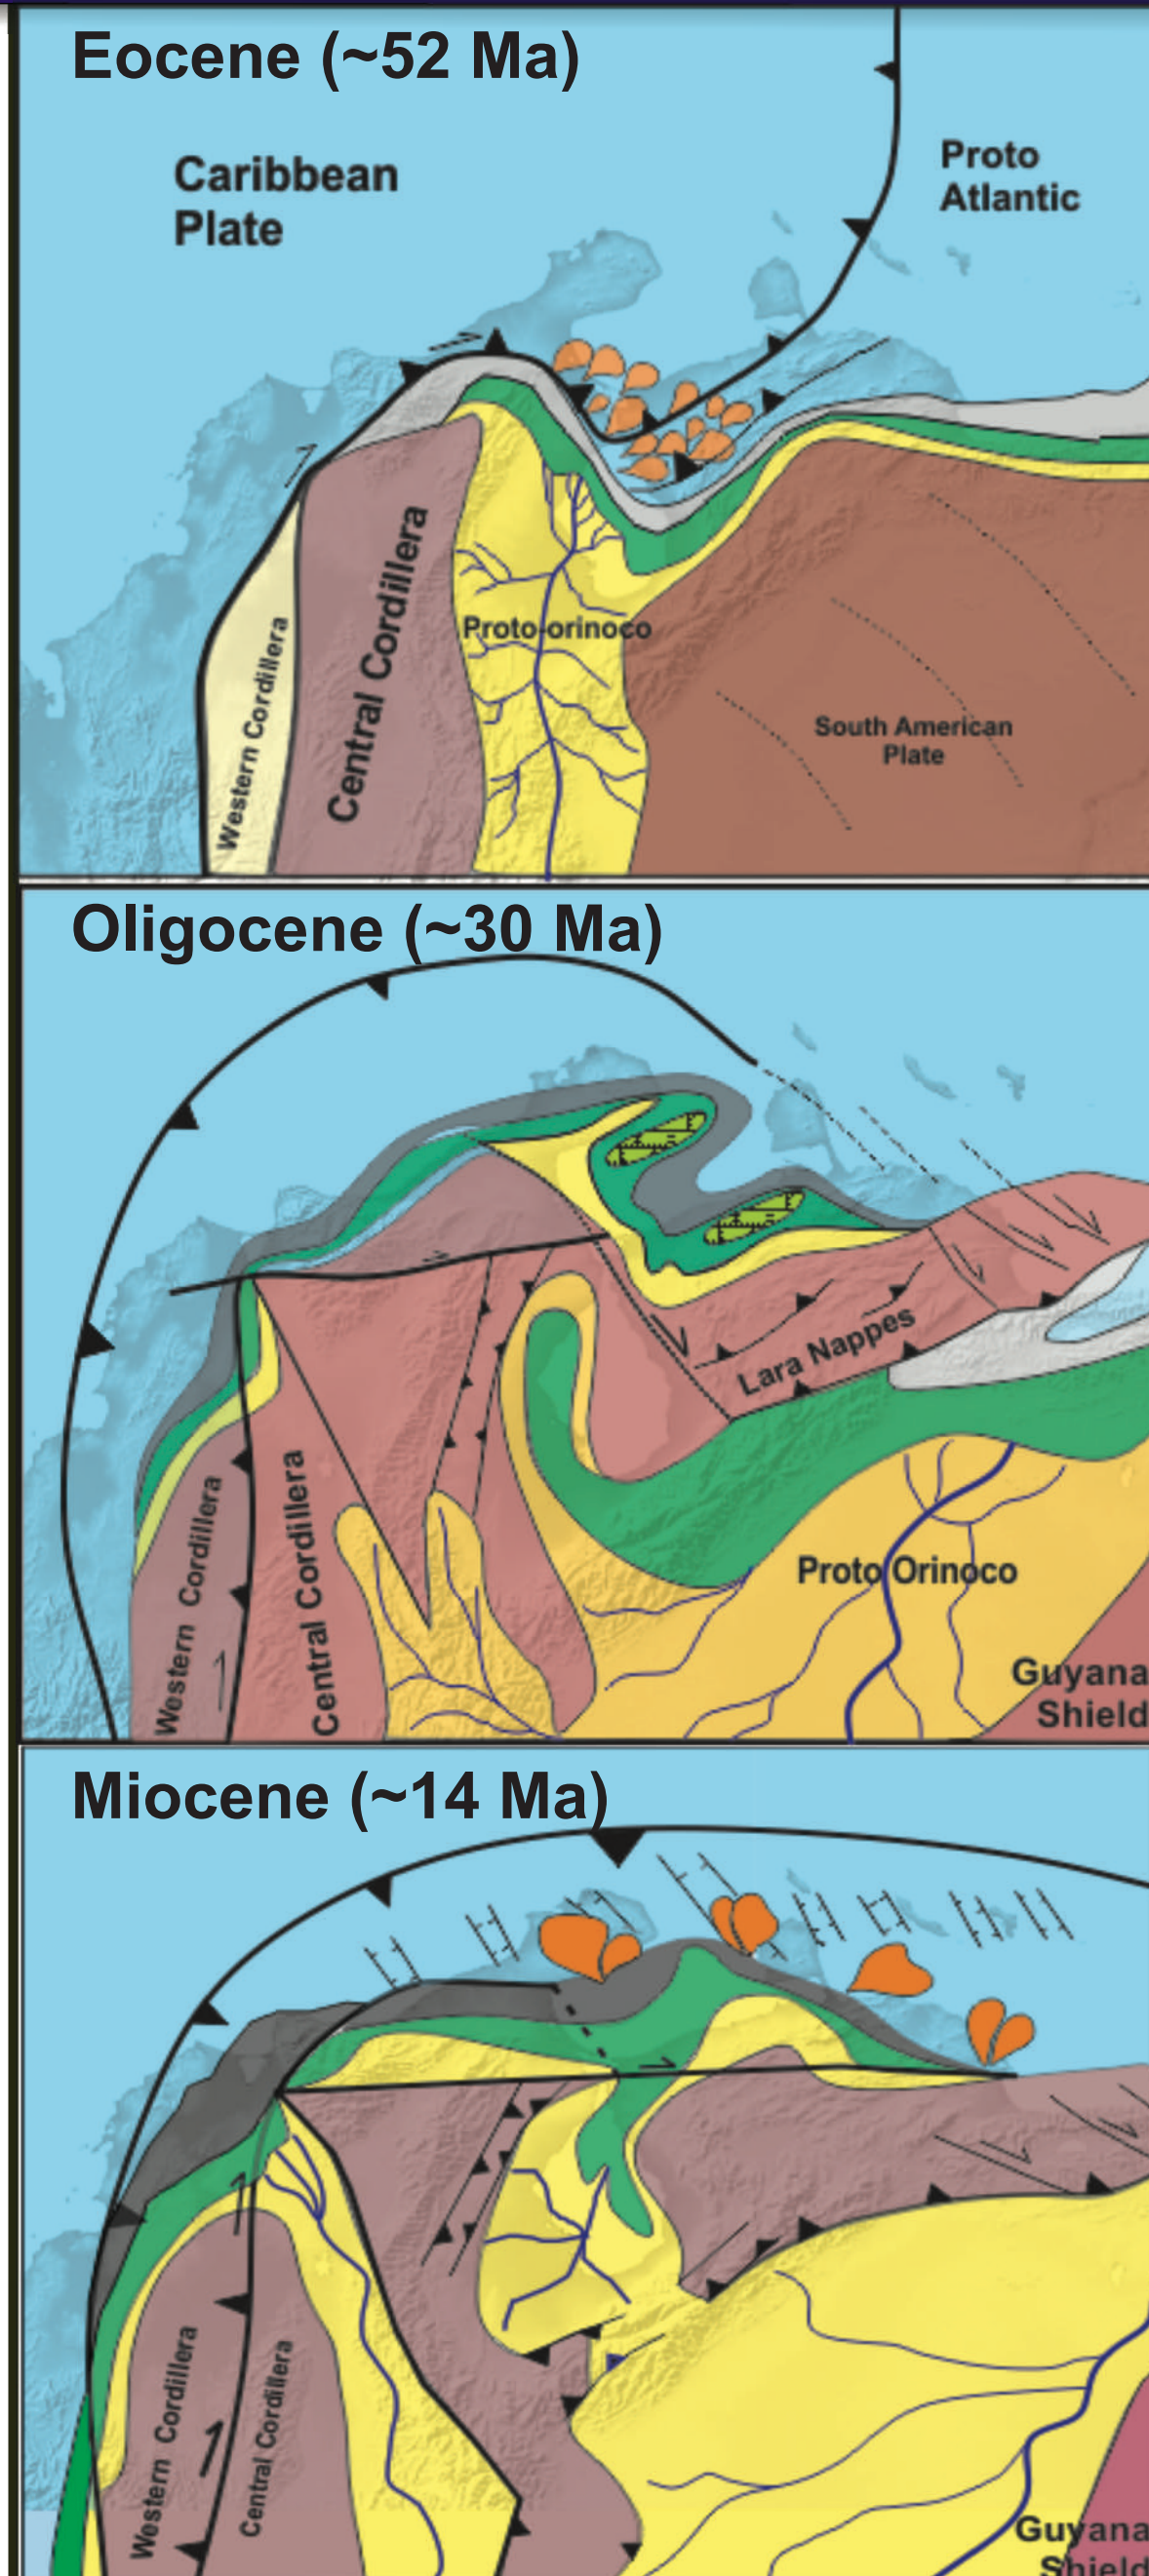 Eocene (~52 Ma)
Caribbean
Plate
Proto
Atlantic
Western Cordillera
Central Cordillera
Proto-orinoco
South American
Plate
Oligocene (~30 Ma)
Lara Nappes
Western Cordillera
Central Cordillera
Proto Orinoco
Guyana
Shield
Miocene (~14 Ma)
Western Cordillera
Central Cordillera
Guyana
Shield